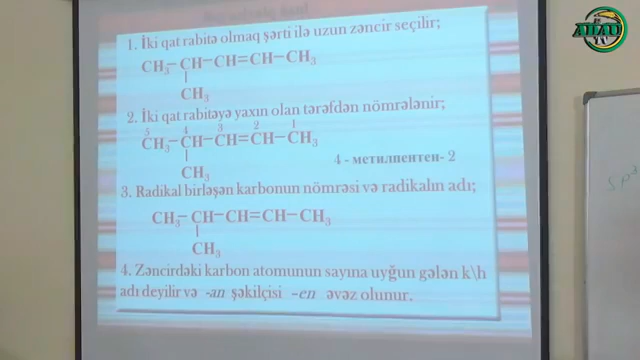 1. İki qat rabitə olmaq şərti ilə uzun zəncir seçilir;
CH₃– CH –CH=CH– CH₃
CH₃
2. İki qat rabitəyə yaxın olan tərəfdən nömrələnir;
5 4 3 2 1
CH₃– CH –CH=CH– CH₃
CH₃
4 - метилпентен- 2
3. Radikal birləşən karbonun nömrəsi və radikalın adı;
CH₃– CH –CH=CH– CH₃
CH₃
4. Zəncirdəki karbon atomunun sayına uyğun gələn k\h
adı deyilir və -an şəkilçisi –en əvəz olunur.
ADAU